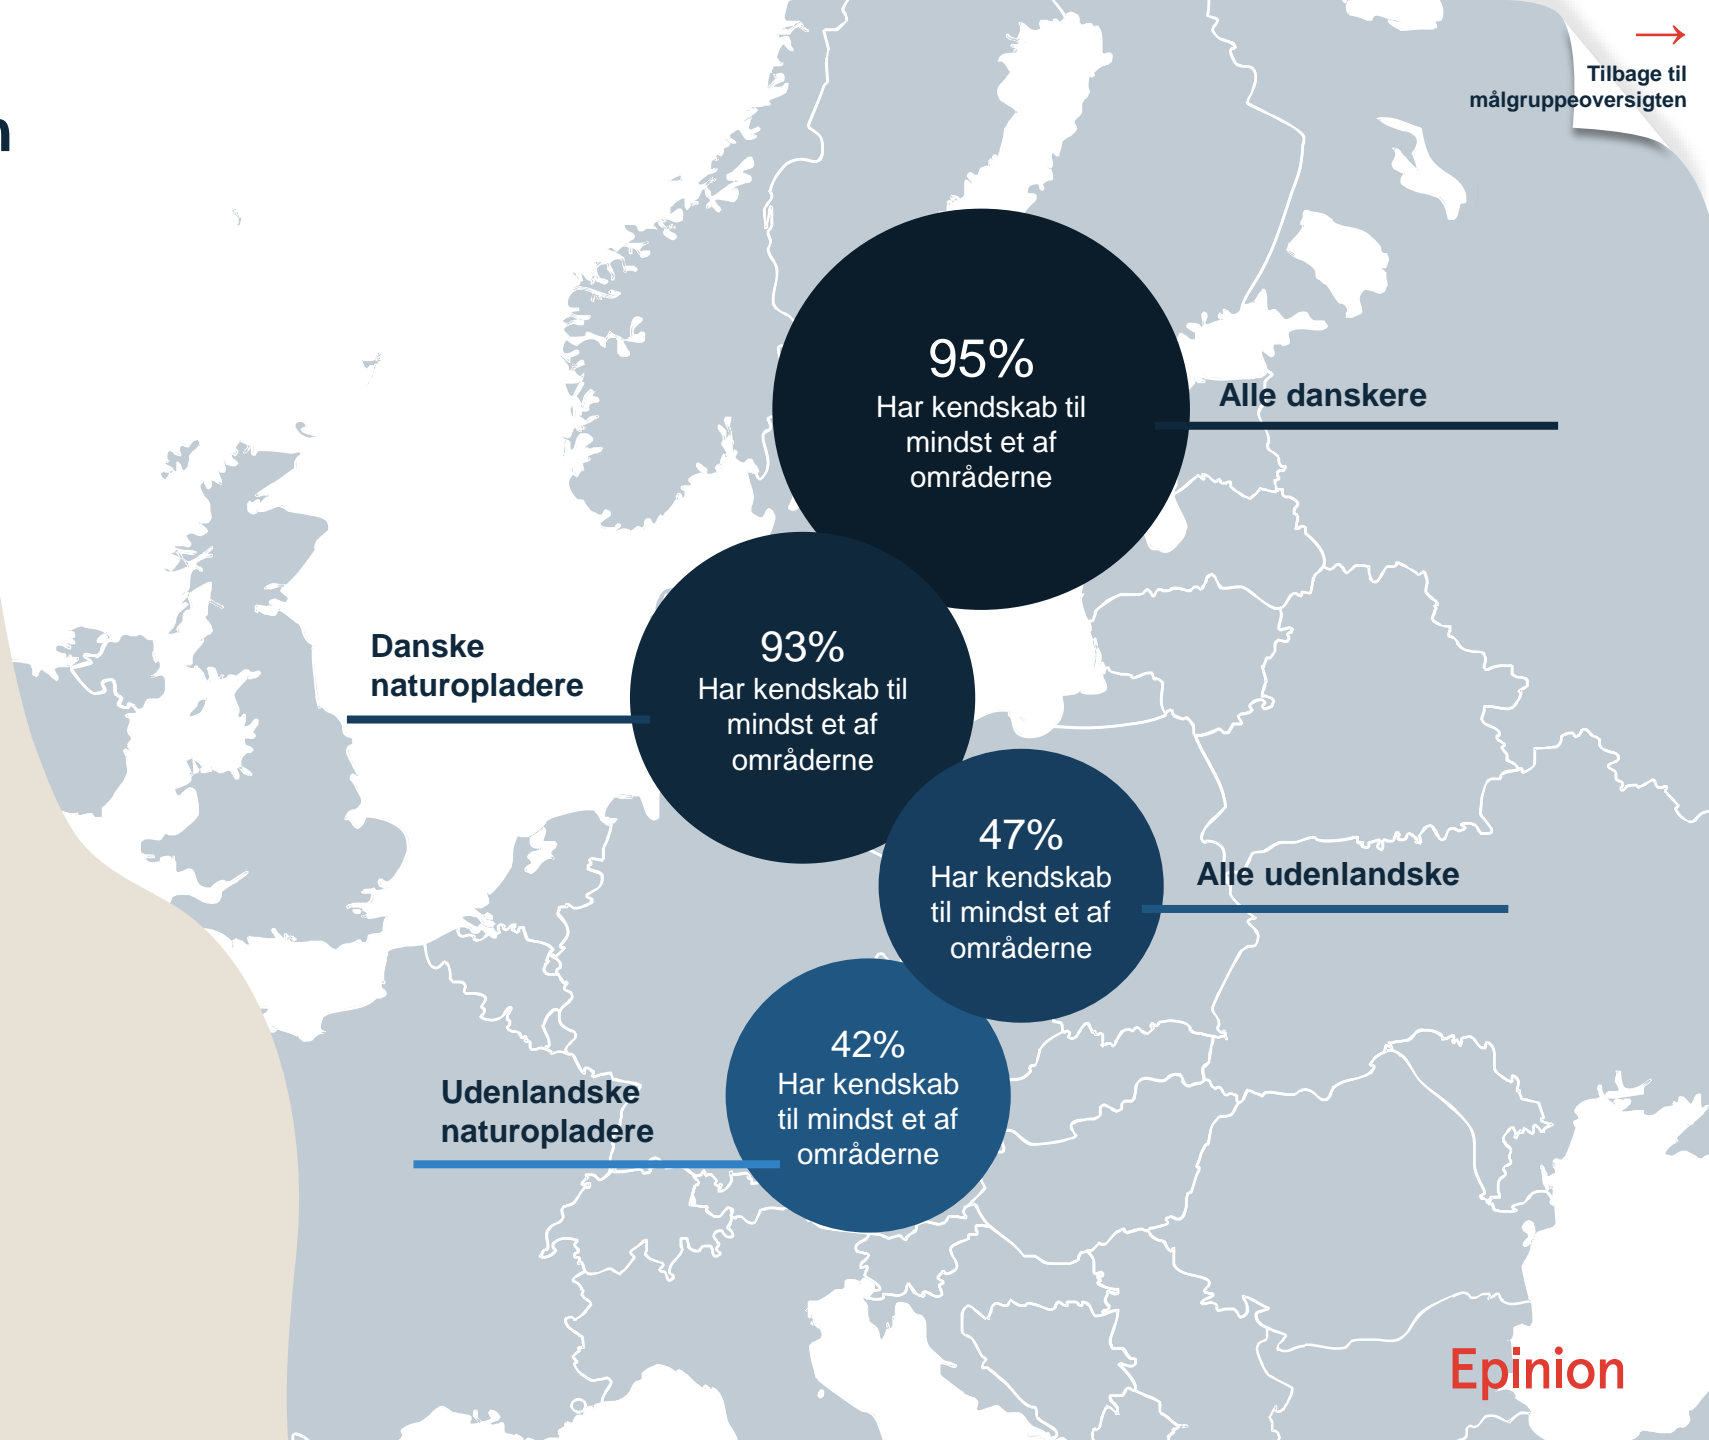 Tilbage til
målgruppeoversigten
95%
Har kendskab til
mindst et af
områderne
Alle danskere
Danske
naturopladere
93%
Har kendskab til
mindst et af
områderne
47%
Har kendskab
til mindst et af
områderne
Alle udenlandske
42%
Har kendskab
til mindst et af
områderne
Udenlandske
naturopladere
Epinion